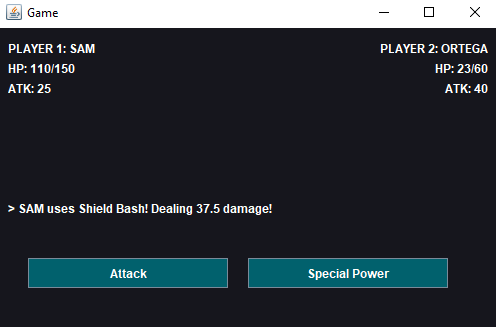 Game
PLAYER 1: SAM
PLAYER 2: ORTEGA
HP: 110/150
HP: 23/60
ATK: 25
ATK: 40
> SAM uses Shield Bash! Dealing 37.5 damage!
Attack
Special Power